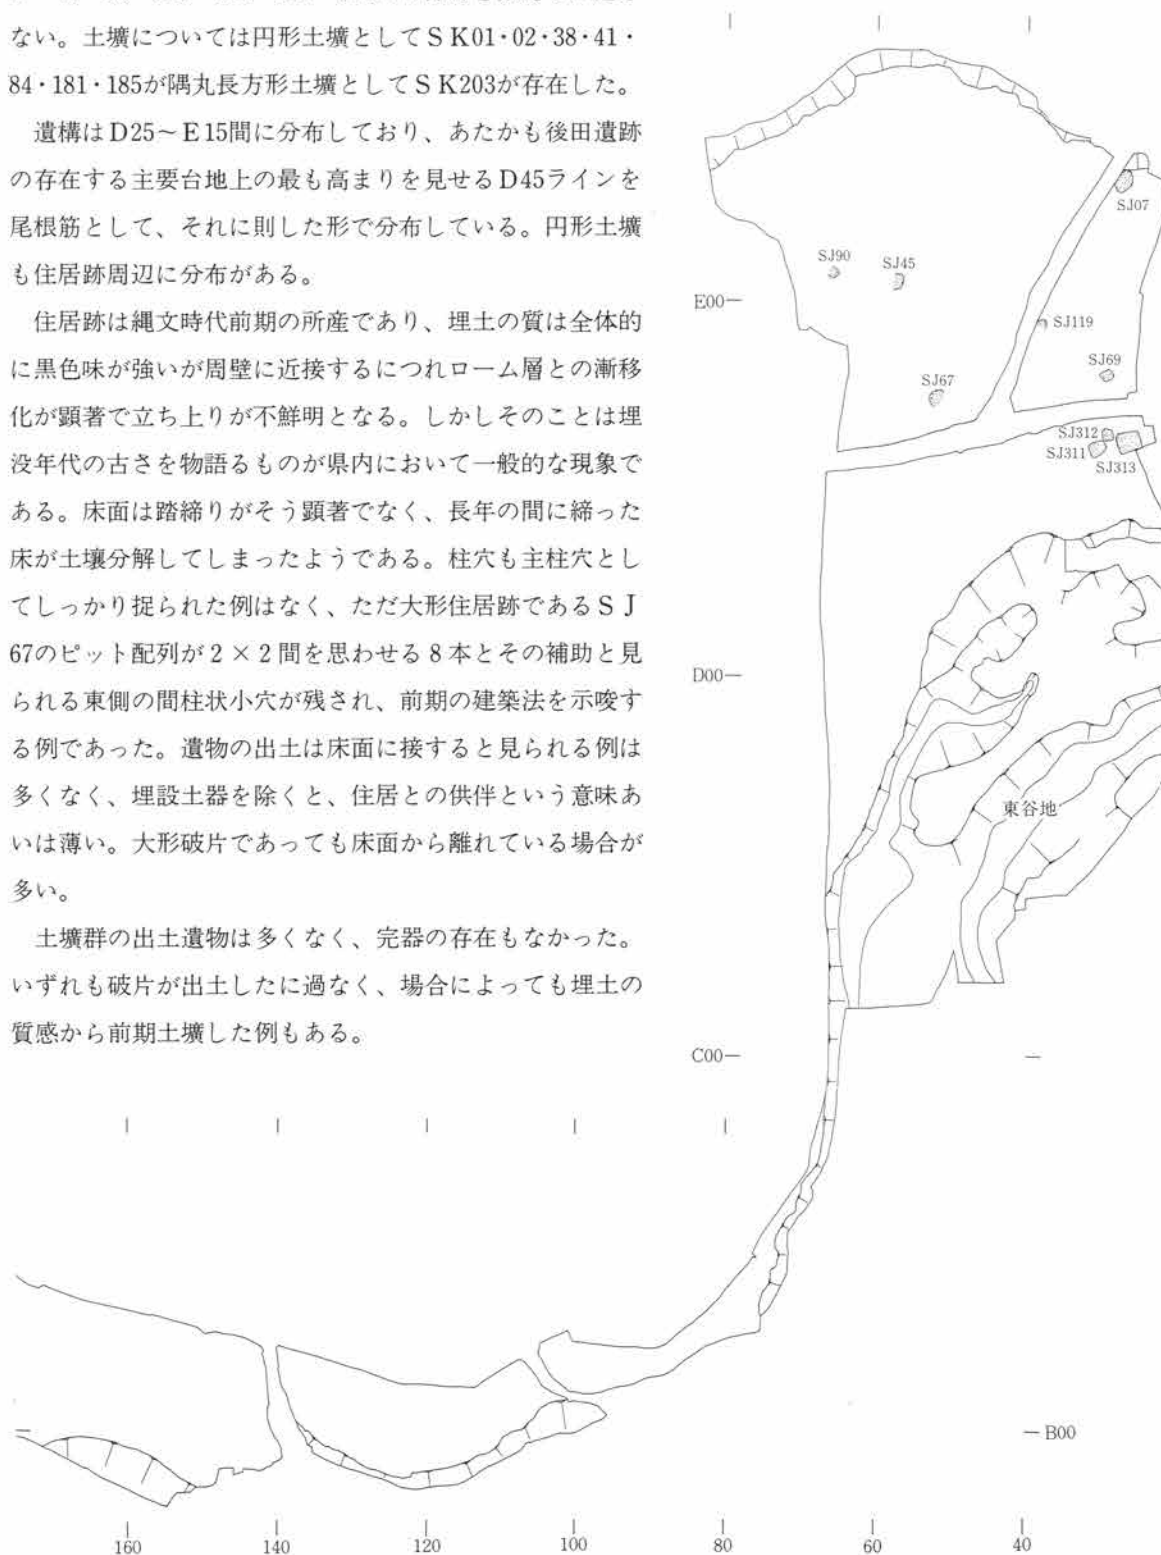 ない。土壙については円形土壙としてＳＫ01･02･38･41･
84･181･185が隅丸長方形土壙としてＳＫ203が存在した。
　遺構はＤ25～Ｅ15間に分布しており、あたかも後田遺跡
の存在する主要台地上の最も高まりを見せるＤ45ラインを
尾根筋として、それに則した形で分布している。円形土壙
も住居跡周辺に分布がある。
　住居跡は縄文時代前期の所産であり、埋土の質は全体的
に黒色味が強いが周壁に近接するにつれローム層との漸移
化が顕著で立ち上りが不鮮明となる。しかしそのことは埋
没年代の古さを物語るものが県内において一般的な現象で
ある。床面は踏締りがそう顕著でなく、長年の間に締った
床が土壌分解してしまったようである。柱穴も主柱穴とし
てしっかり捉られた例はなく、ただ大形住居跡であるＳＪ
67のピット配列が２×２間を思わせる８本とその補助と見
られる東側の間柱状小穴が残され、前期の建築法を示唆す
る例であった。遺物の出土は床面に接すると見られる例は
多くなく、埋設土器を除くと、住居との供伴という意味あ
いは薄い。大形破片であっても床面から離れている場合が
多い。
　土壙群の出土遺物は多くなく、完器の存在もなかった。
いずれも破片が出土したに過なく、場合によっても埋土の
質感から前期土壙した例もある。
SJ07
SJ90
SJ45
E00
SJ119
SJ69
SJ67
SJ312
SJ311
SJ313
D00
東谷地
C00
B00
160
140
120
100
80
60
40